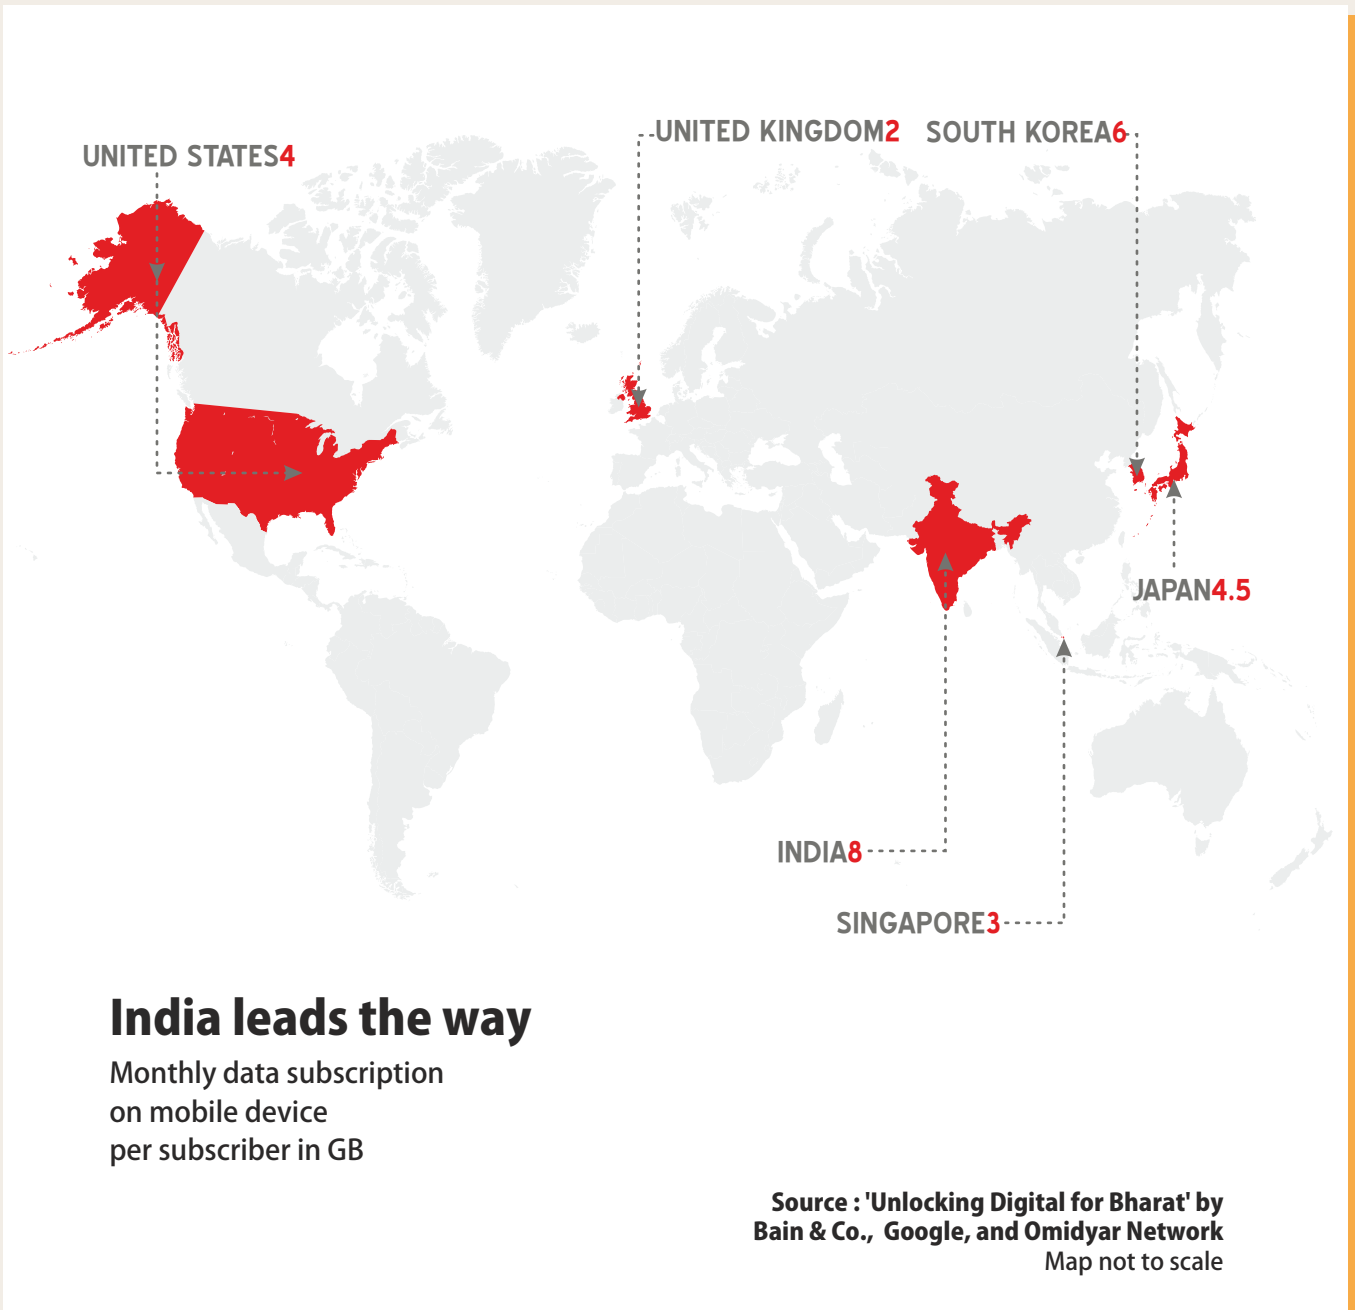 UNITED KINGDOM2
SOUTH KOREA6
UNITED STATES4
JAPAN4.5
INDIA8
SINGAPORE3
India leads the way
Monthly data subscription
on mobile device
per subscriber in GB
Source : 'Unlocking Digital for Bharat' by
Bain & Co., Google, and Omidyar Network
Map not to scale